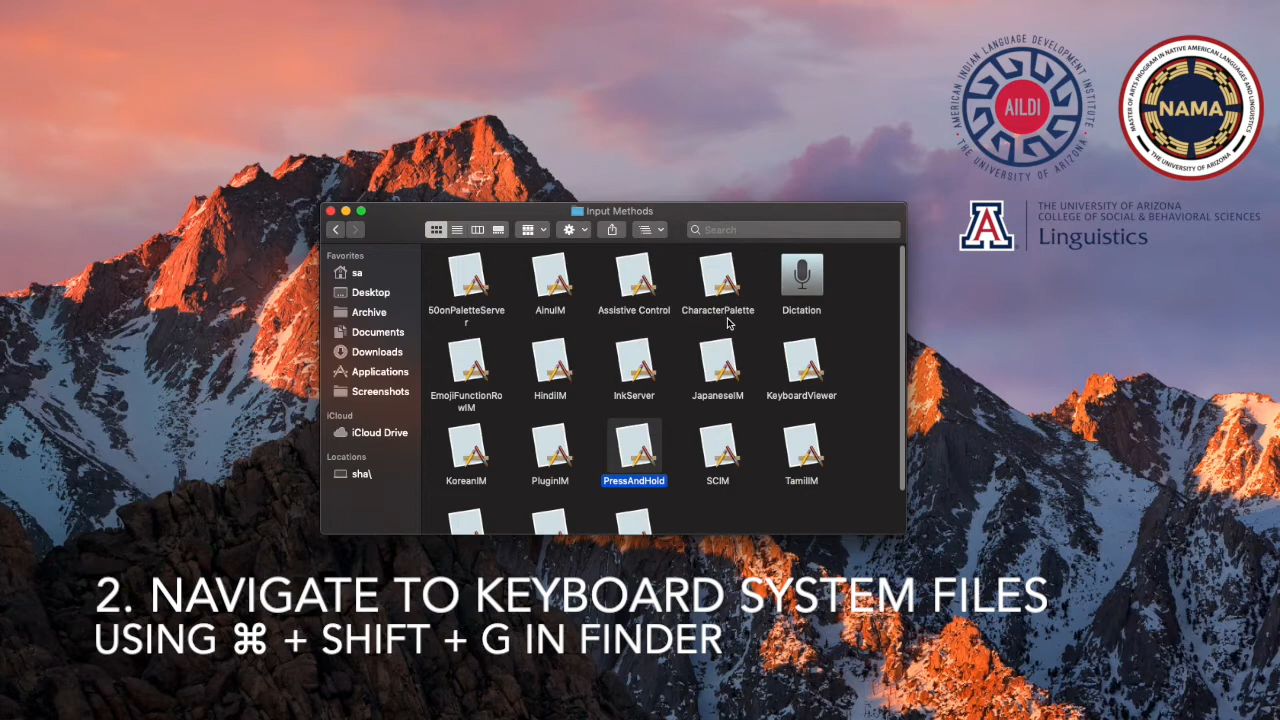 AMERICAN INDIAN LANGUAGE DEVELOPMENT INSTITUTE
• THE UNIVERSITY OF ARIZONA •
AILDI
MASTER OF ARTS PROGRAM IN NATIVE AMERICAN LANGUAGES AND LINGUISTICS
NAMA
THE UNIVERSITY OF ARIZONA
A
THE UNIVERSITY OF ARIZONA
COLLEGE OF SOCIAL & BEHAVIORAL SCIENCES
Linguistics
Input Methods
Search
Favorites
sa
Desktop
Archive
Documents
Downloads
Applications
Screenshots
iCloud
iCloud Drive
Locations
sha\
50onPaletteServe
r
AinuIM
Assistive Control
CharacterPalette
Dictation
EmojiFunctionRo
wIM
HindiIM
InkServer
JapaneseIM
KeyboardViewer
KoreanIM
PluginIM
PressAndHold
SCIM
TamilIM
2. NAVIGATE TO KEYBOARD SYSTEM FILES
USING ⌘ + SHIFT + G IN FINDER